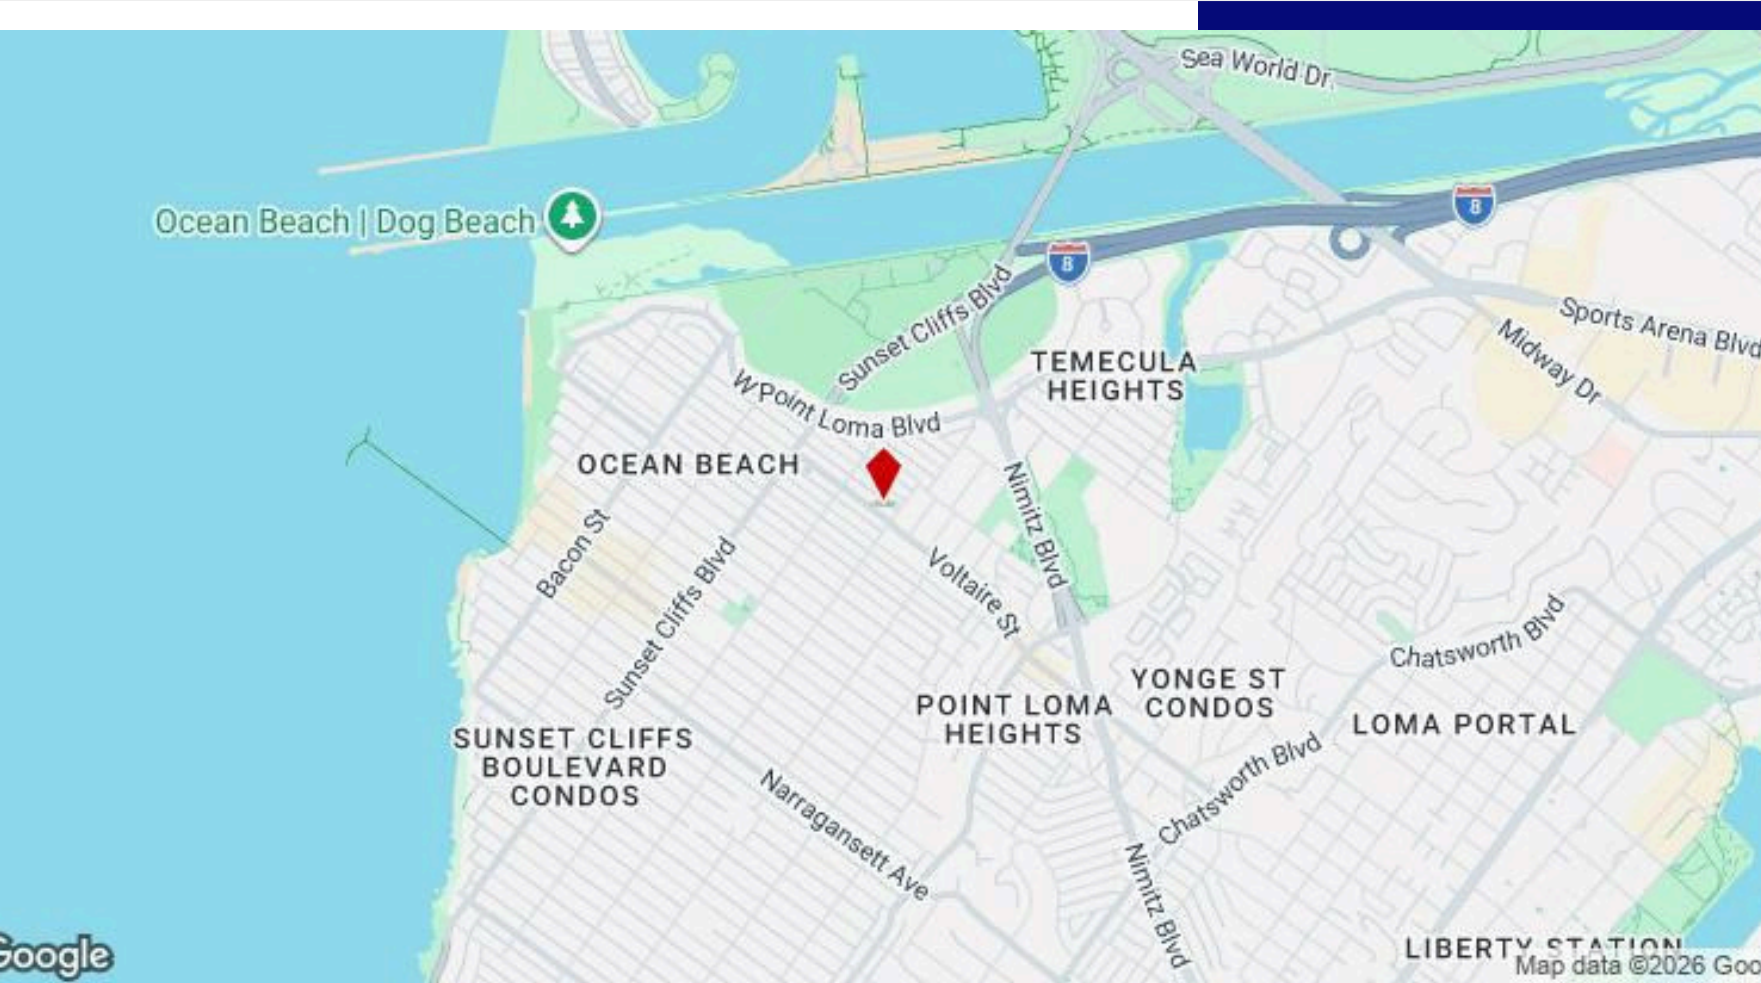 Sea World Dr.
Ocean Beach | Dog Beach
8
8
Sunset Cliffs Blvd
Sports Arena Blvd
Midway Dr
TEMECULA
HEIGHTS
W Point Loma Blvd
OCEAN BEACH
Nimitz Blvd
Bacon St
Sunset Cliffs Blvd
Voltaire St
Chatsworth Blvd
YONGE ST
CONDOS
POINT LOMA
HEIGHTS
LOMA PORTAL
SUNSET CLIFFS
BOULEVARD
CONDOS
Chatsworth Blvd
Narragansett Ave
Nimitz Blvd
LIBERTY STATION
Google
Map data ©2026 Goo